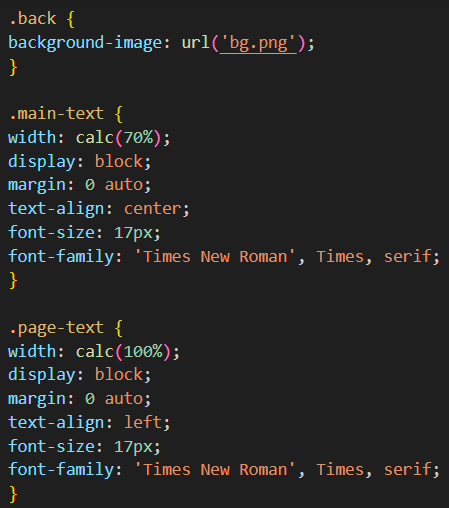 .back {
background-image: url('bg.png');
}
.main-text {
width: calc(70%);
display: block;
margin: 0 auto;
text-align: center;
font-size: 17px;
font-family: 'Times New Roman', Times, serif;
}
.page-text {
width: calc(100%);
display: block;
margin: 0 auto;
text-align: left;
font-size: 17px;
font-family: 'Times New Roman', Times, serif;
}